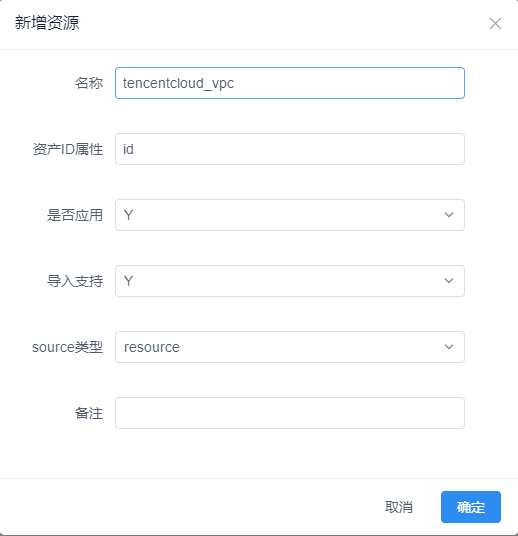 新增资源
名称 tencentcloud_vpc
资产ID属性 id
是否应用 Y
导入支持 Y
source类型 resource
备注
取消 确定